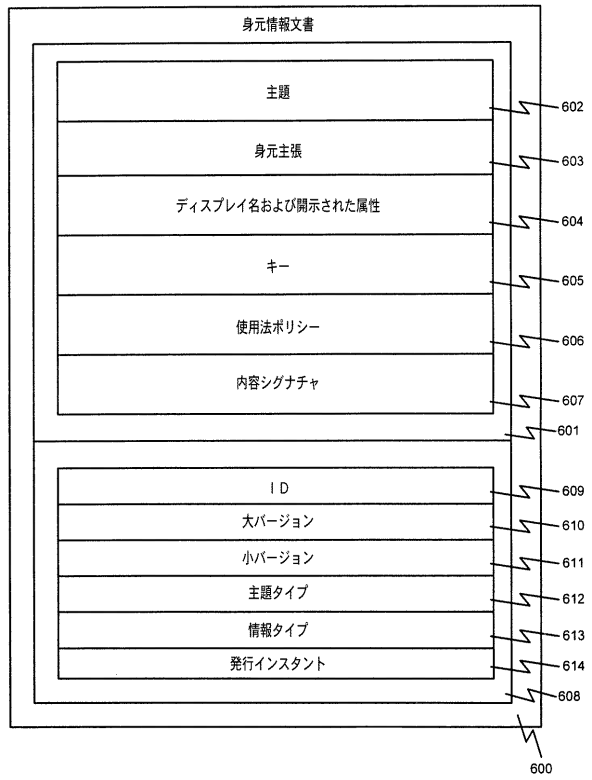 身元情報文書
主題
602
身元主張
603
ディスプレイ名および開示された属性
604
キー
605
使用法ポリシー
606
内容シグナチャ
607
601
ID
609
大バージョン
610
小バージョン
611
主題タイプ
612
情報タイプ
613
発行インスタント
614
608
600